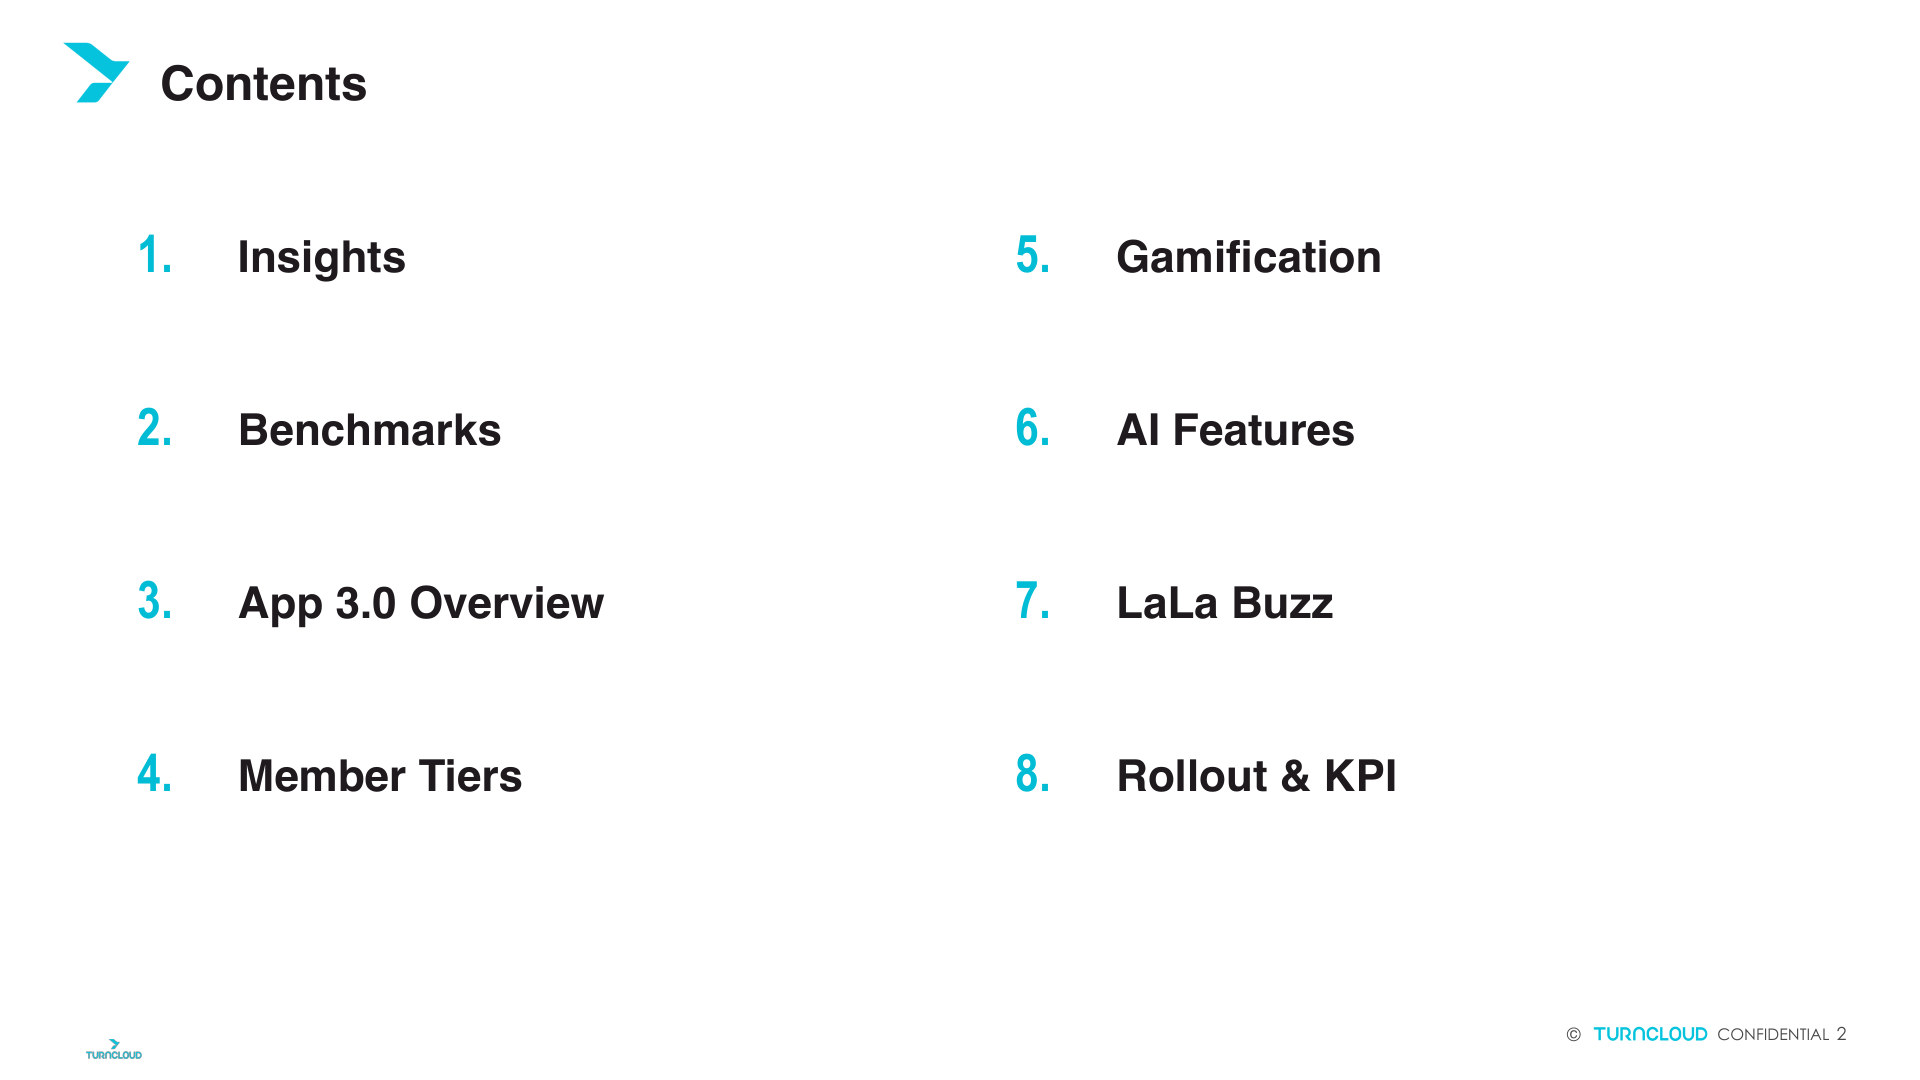 Contents
1. Insights
2. Benchmarks
3. App 3.0 Overview
4. Member Tiers
5. Gamification
6. AI Features
7. LaLa Buzz
8. Rollout & KPI
TURNCLOUD
© TURNCLOUD CONFIDENTIAL 2